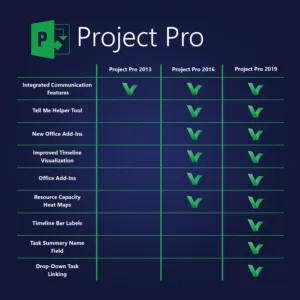 P
Project Pro
Project Pro 2013
Project Pro 2016
Project Pro 2019
Integrated Communication
Features
Tell Me Helper Tool
New Office Add-Ins
Improved Timeline
Visualization
Office Add-Ins
Resource Capacity
Heat Maps
Timeline Bar Labels
Task Summary Name
Field
Drop-Down Task
Linking